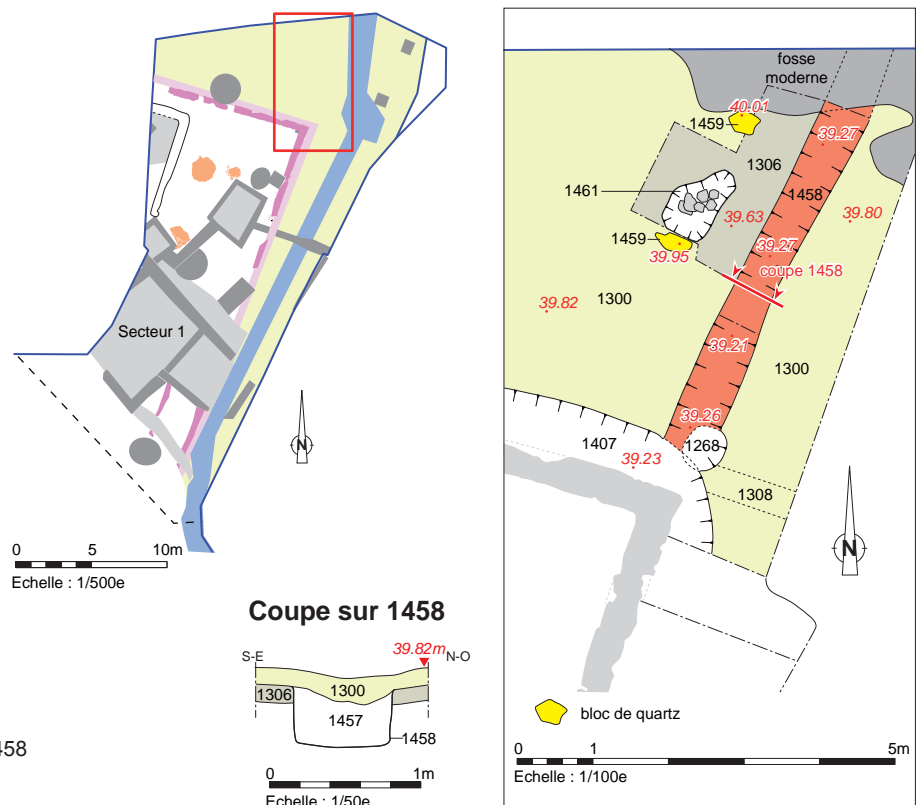 Secteur 1
N
0 5 10m
Echelle : 1/500e
Coupe sur 1458
39.82m
S-E N-O
1306 1300
1457
1458
58
0 1m
Echelle : 1/50e
fosse
moderne
40.01
1459
39.27
1306
1461
1458
39.63
39.80
1459
39.95
39.27
coupe 1458
39.82
1300
39.21
1300
39.26
1407
1268
39.23
1308
N
bloc de quartz
0 1 5m
Echelle : 1/100e